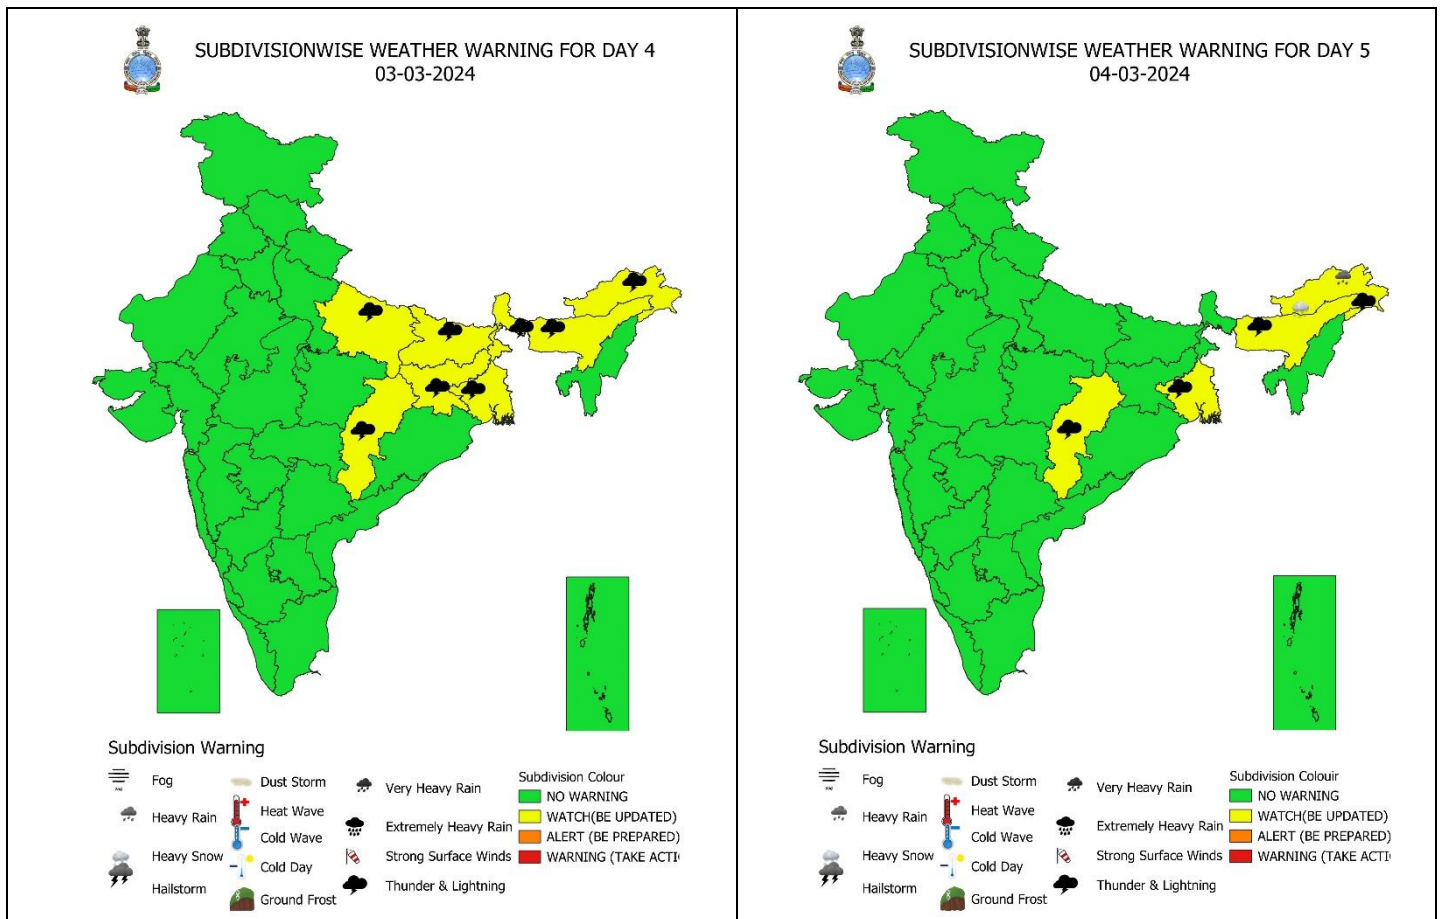 SUBDIVISIONWISE WEATHER WARNING FOR DAY 4
03-03-2024
Subdivision Warning
Fog
Heavy Rain
Heavy Snow
Hailstorm
Dust Storm
Heat Wave
Cold Wave
Cold Day
Ground Frost
Very Heavy Rain
Extremely Heavy Rain
Strong Surface Winds
Thunder & Lightning
Subdivision Colour
NO WARNING
WATCH(BE UPDATED)
ALERT (BE PREPARED)
WARNING (TAKE ACTI
SUBDIVISIONWISE WEATHER WARNING FOR DAY 5
04-03-2024
Subdivision Warning
Fog
Heavy Rain
Heavy Snow
Hailstorm
Dust Storm
Heat Wave
Cold Wave
Cold Day
Ground Frost
Very Heavy Rain
Extremely Heavy Rain
Strong Surface Winds
Thunder & Lightning
Subdivision Colouir
NO WARNING
WATCH(BE UPDATED)
ALERT (BE PREPARED)
WARNING (TAKE ACTI